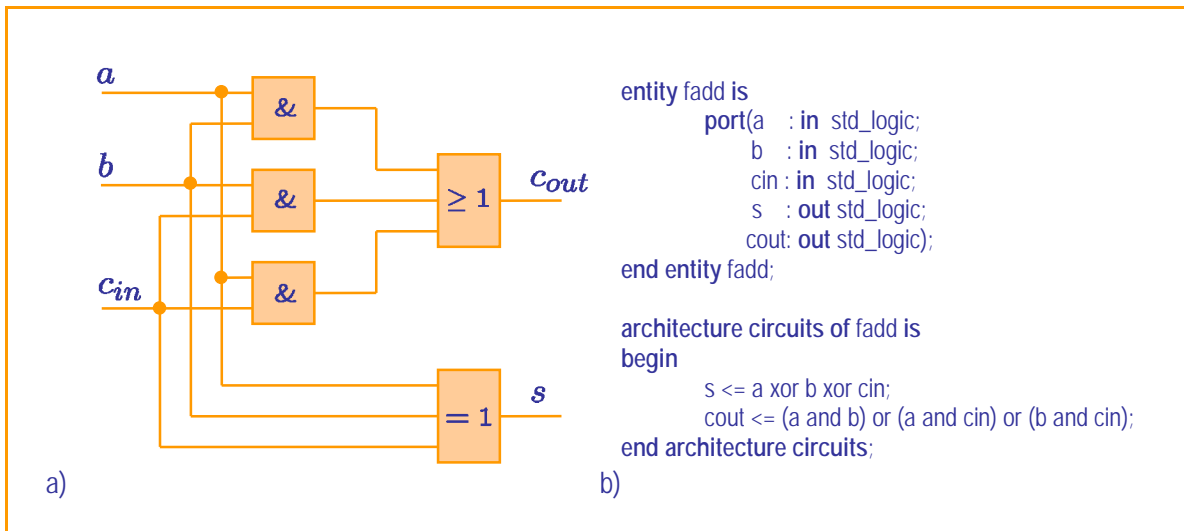 a
&
b
&
≥ 1
c_out
c_in
&
= 1
s
a)
entity fadd is
port(a : in std_logic;
b : in std_logic;
cin : in std_logic;
s : out std_logic;
cout: out std_logic);
end entity fadd;
architecture circuits of fadd is
begin
s <= a xor b xor cin;
cout <= (a and b) or (a and cin) or (b and cin);
end architecture circuits;
b)